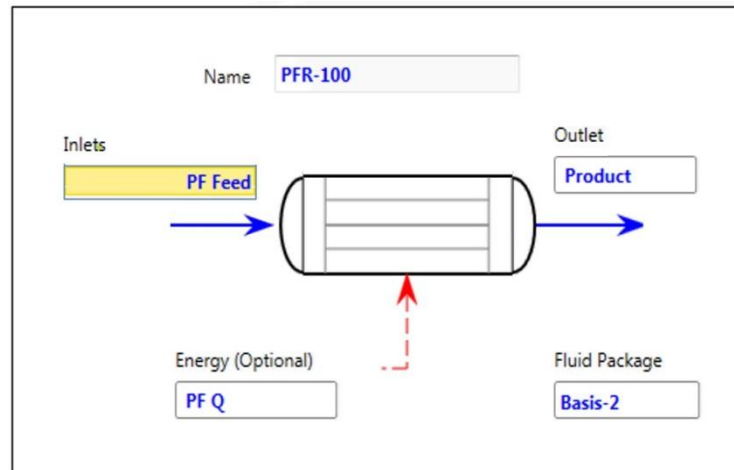 Name PFR-100
Inlets
PF Feed
Outlet
Product
Energy (Optional)
PF Q
Fluid Package
Basis-2